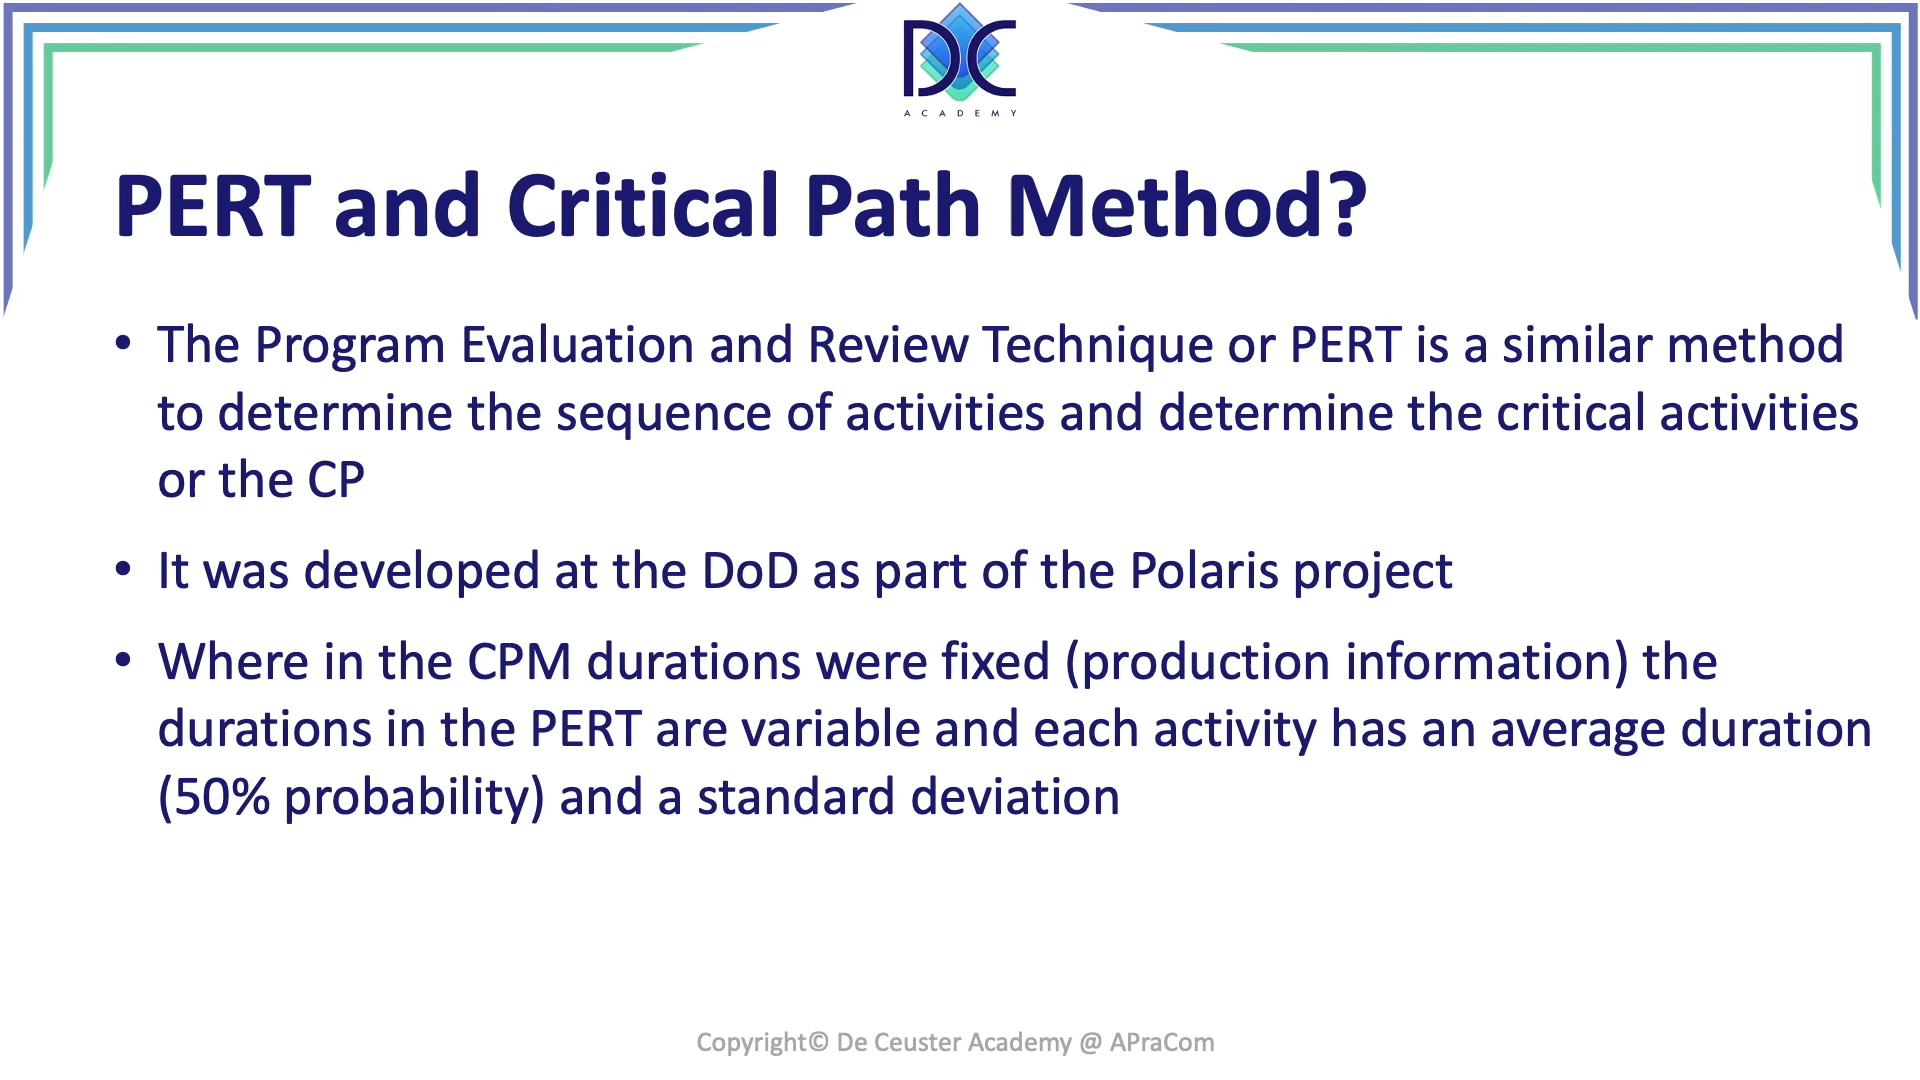 DC
ACADEMY
PERT and Critical Path Method?
• The Program Evaluation and Review Technique or PERT is a similar method
to determine the sequence of activities and determine the critical activities
or the CP
• It was developed at the DoD as part of the Polaris project
• Where in the CPM durations were fixed (production information) the
durations in the PERT are variable and each activity has an average duration
(50% probability) and a standard deviation
Copyright© De Ceuster Academy @ APraCom